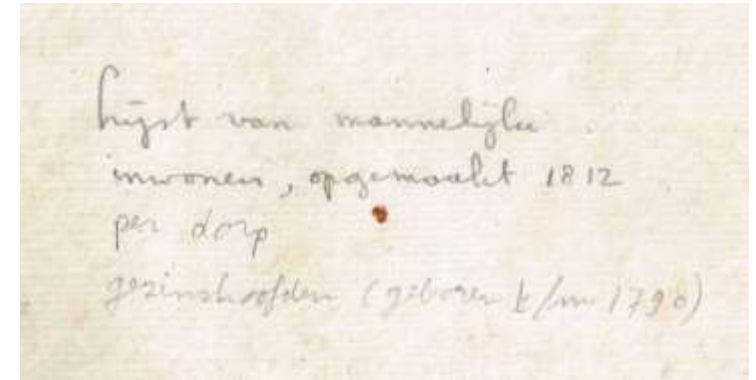 Lijst van mannelijke
inwoners, opgemaakt 1812
per dorp
gezinshoofden (geboren t/m 1790)